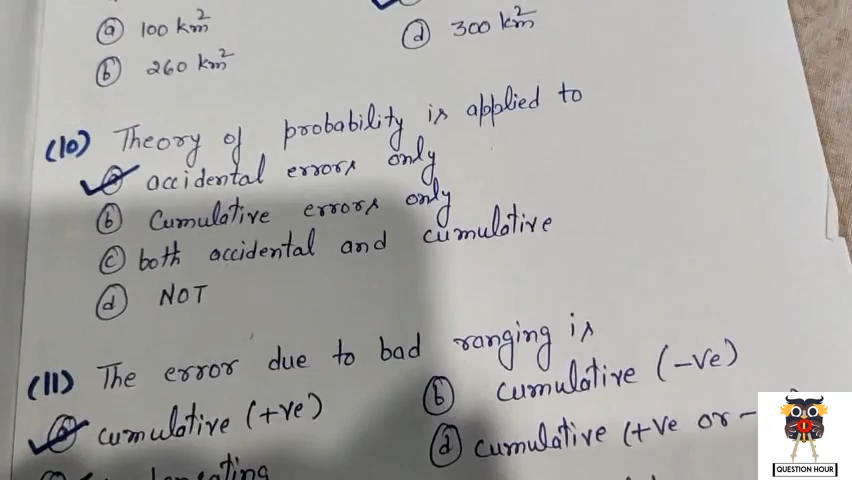 (a) 100 km²
(d) 300 km²
(b) 260 km²
(10) Theory of probability is applied to
(a) accidental errors only
(b) cumulative errors only
(c) both accidental and cumulative
(d) NOT
(11) The error due to bad ranging is
(a) cumulative (+ve)
(b) cumulative (-ve)
(d) cumulative (+ve or -
QUESTION HOUR